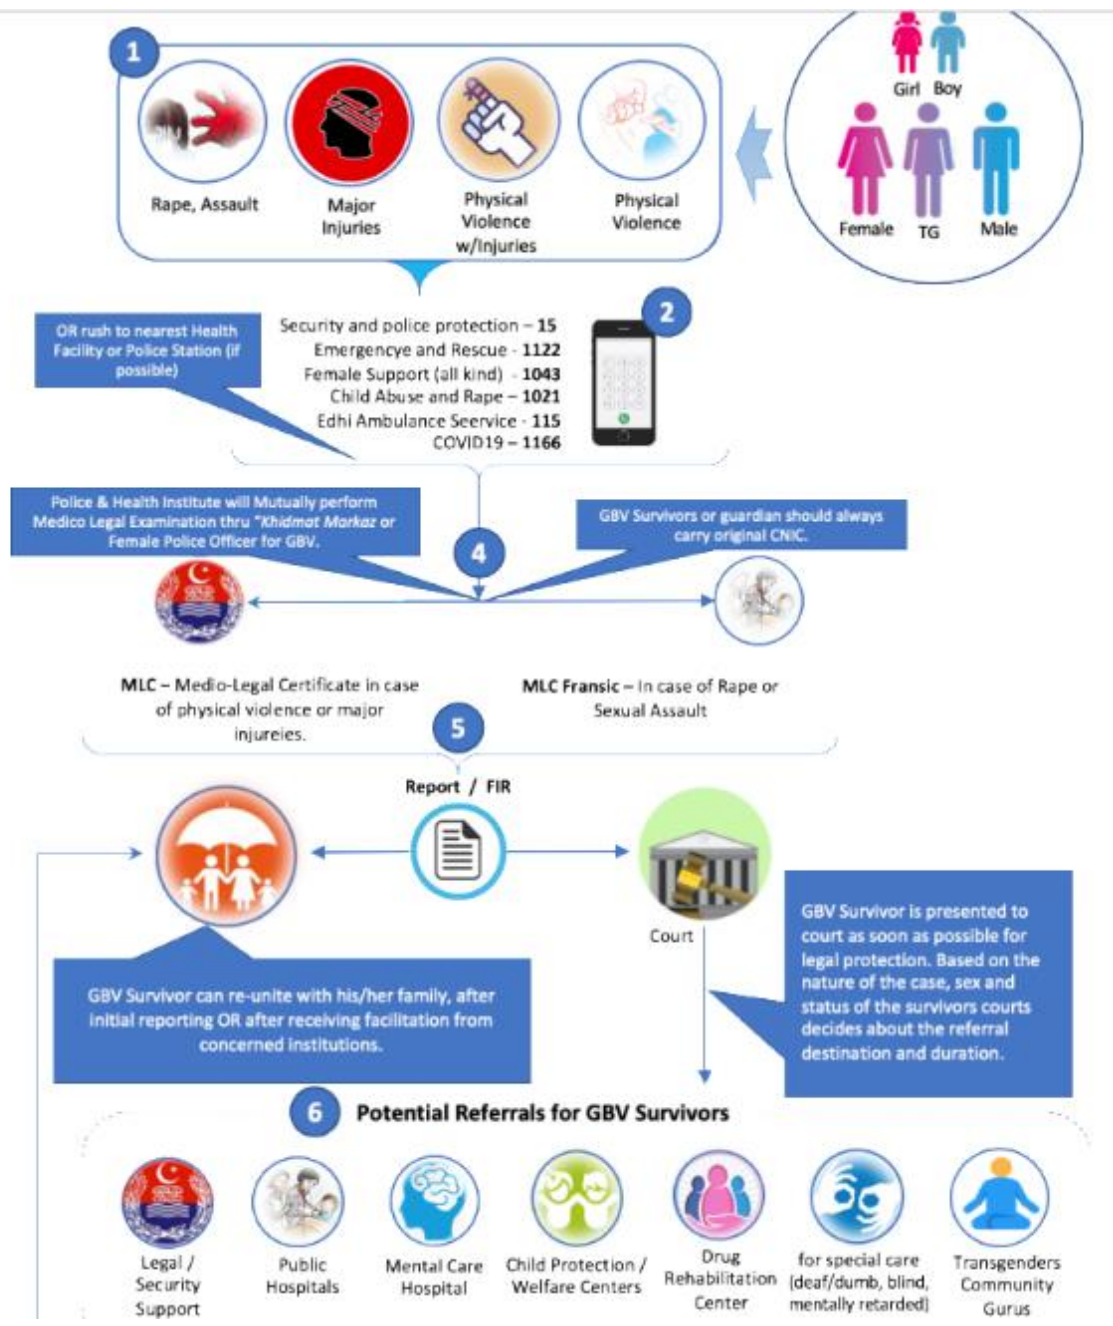 1
Girl Boy
Female TG Male
Rape, Assault
Major
Injuries
Physical
Violence
w/Injuries
Physical
Violence
2
OR rush to nearest Health
Facility or Police Station (if
possible)
Security and police protection – 15
Emergencye and Rescue - 1122
Female Support (all kind) - 1043
Child Abuse and Rape – 1021
Edhi Ambulance Seervice - 115
COVID19 – 1166
Police & Health Institute will Mutually perform
Medico Legal Examination thru "Khidmat Markaz or
Female Police Officer for GBV.
4
GBV Survivors or guardian should always
carry original CNIC.
MLC – Medio-Legal Certificate in case
of physical violence or major
injureies.
MLC Fransic – In case of Rape or
Sexual Assault
5
Report / FIR
Court
GBV Survivor can re-unite with his/her family, after
initial reporting OR after receiving facilitation from
concerned institutions.
GBV Survivor is presented to
court as soon as possible for
legal protection. Based on the
nature of the case, sex and
status of the survivors courts
decides about the referral
destination and duration.
6 Potential Referrals for GBV Survivors
Legal /
Security
Support
Public
Hospitals
Mental Care
Hospital
Child Protection /
Welfare Centers
Drug
Rehabilitation
Center
for special care
(deaf/dumb, blind,
mentally retarded)
Transgenders
Community
Gurus